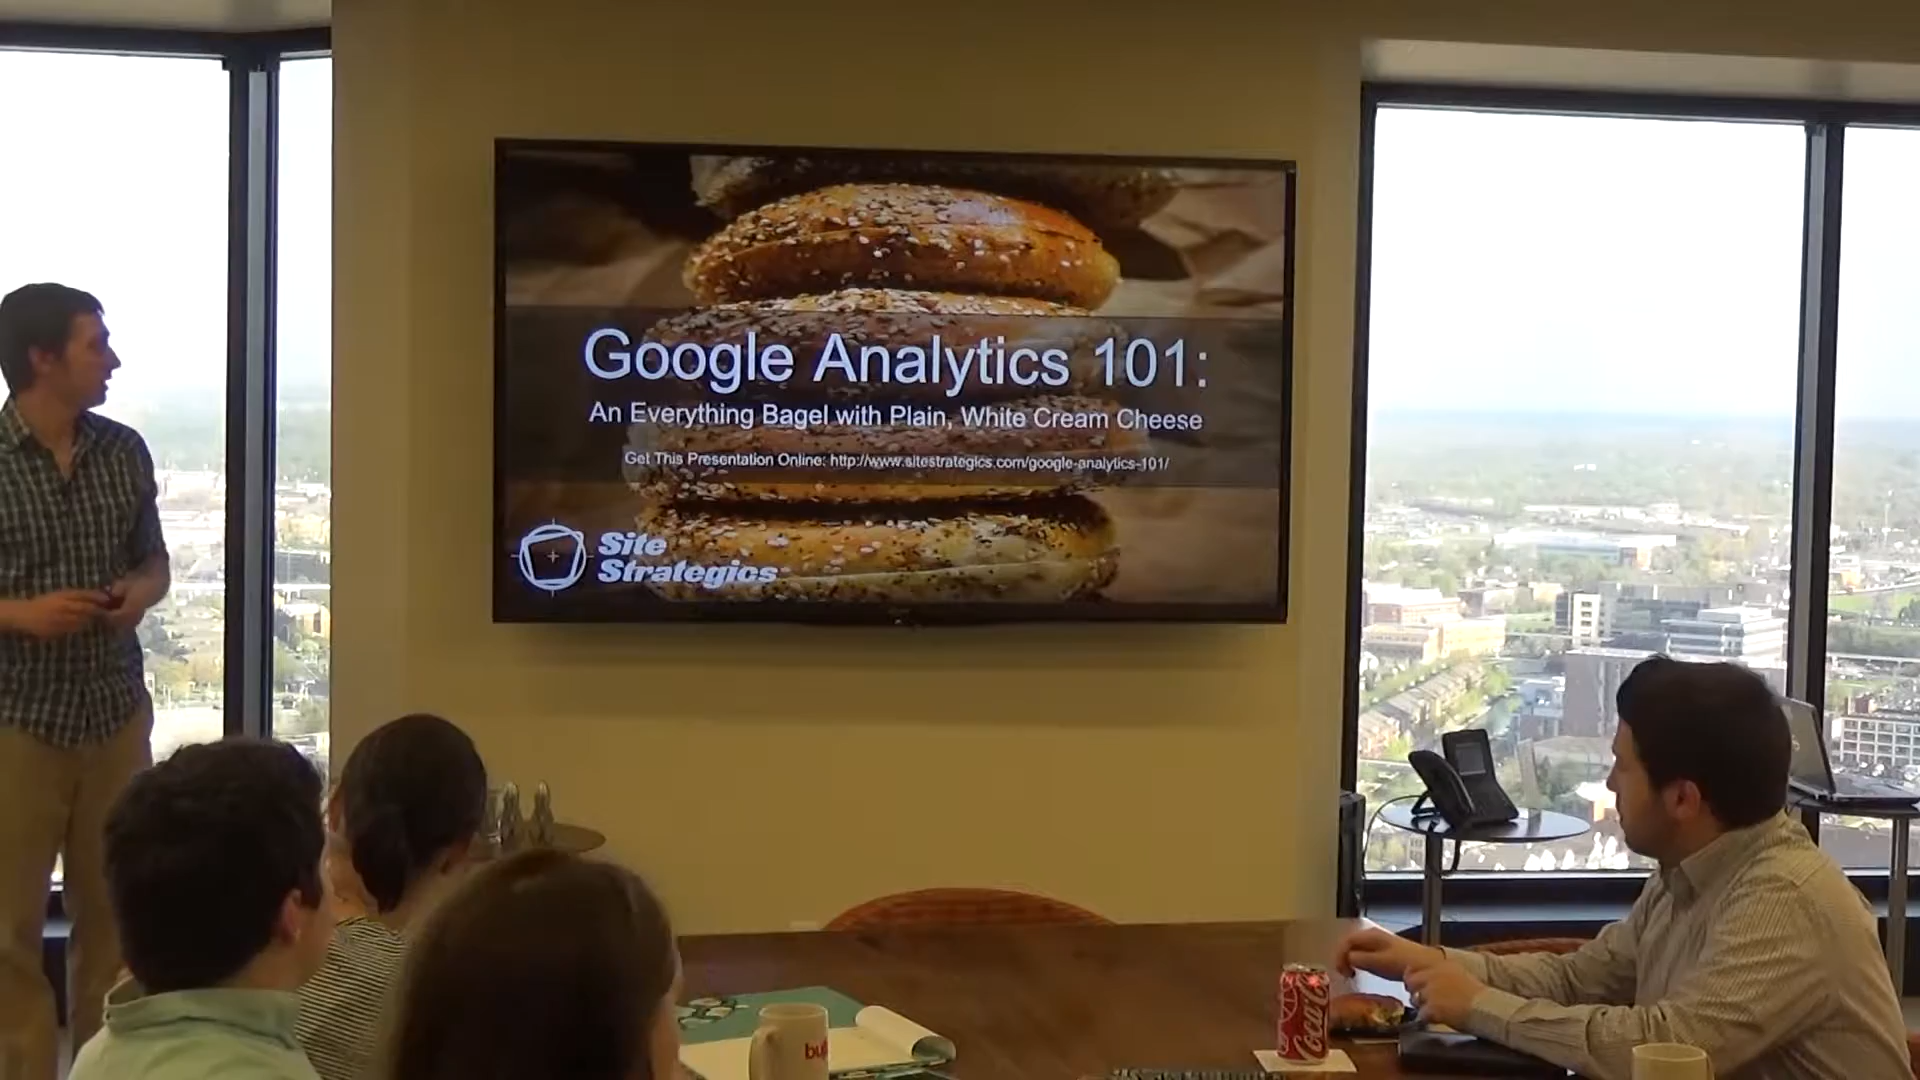 Google Analytics 101:
An Everything Bagel with Plain, White Cream Cheese
Get This Presentation Online: http://www.sitestrategics.com/google-analytics-101/
Site
Strategics
Coca-Cola